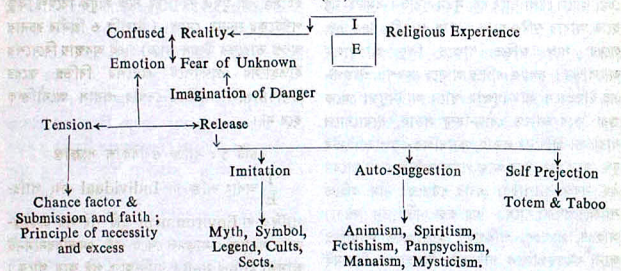 Confused Reality I Religious Experience
E
Emotion Fear of Unknown
Imagination of Danger
Tension Release
Imitation Auto-Suggestion Self Projection
Chance factor & Totem & Taboo
Submission and faith ;
Principle of necessity Myth, Symbol, Animism, Spiritism,
and excess Legend, Cults, Fetishism, Panpsychism,
Sects. Manaism, Mysticism.